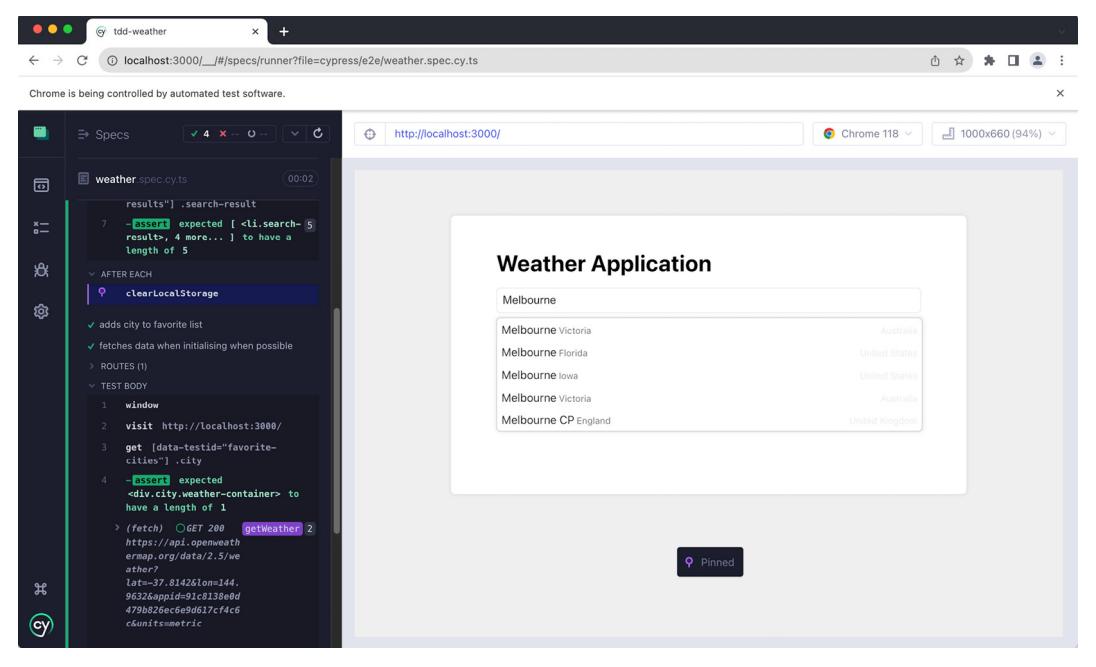 tdd-weather
localhost:3000/__/#/specs/runner?file=cypress/e2e/weather.spec.cy.ts
Chrome is being controlled by automated test software.
Specs
4 -- --
http://localhost:3000/
Chrome 118
1000x660 (94%)
weather.spec.cy.ts
00:02
results"] .search-result
7 -assert expected [ <li.search- 5
result>, 4 more... ] to have a
length of 5
AFTER EACH
clearLocalStorage
adds city to favorite list
fetches data when initialising when possible
ROUTES (1)
TEST BODY
1 window
2 visit http://localhost:3000/
3 get [data-testid="favorite-
cities"] .city
4 -assert expected
<div.city.weather-container> to
have a length of 1
(fetch) GET 200 getWeather 2
https://api.openweath
ermap.org/data/2.5/we
ather?
lat=-37.8142&lon=144.
9632&appid=91c8138e0d
479b826ec6e9d617cf4c6
c&units=metric
cy
Weather Application
Melbourne
Melbourne Victoria Australia
Melbourne Florida United States
Melbourne Iowa United States
Melbourne Victoria Australia
Melbourne CP England United Kingdom
Pinned